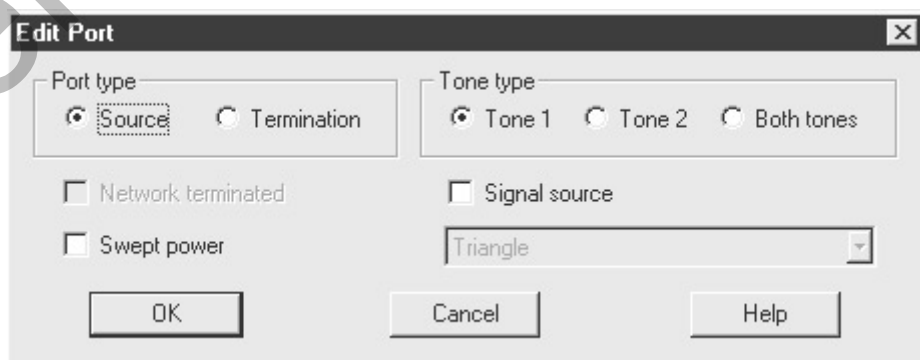 Edit Port
Port type
Tone type
Source Termination
Tone 1 Tone 2 Both tones
Network terminated
Signal source
Swept power
Triangle
OK Cancel Help